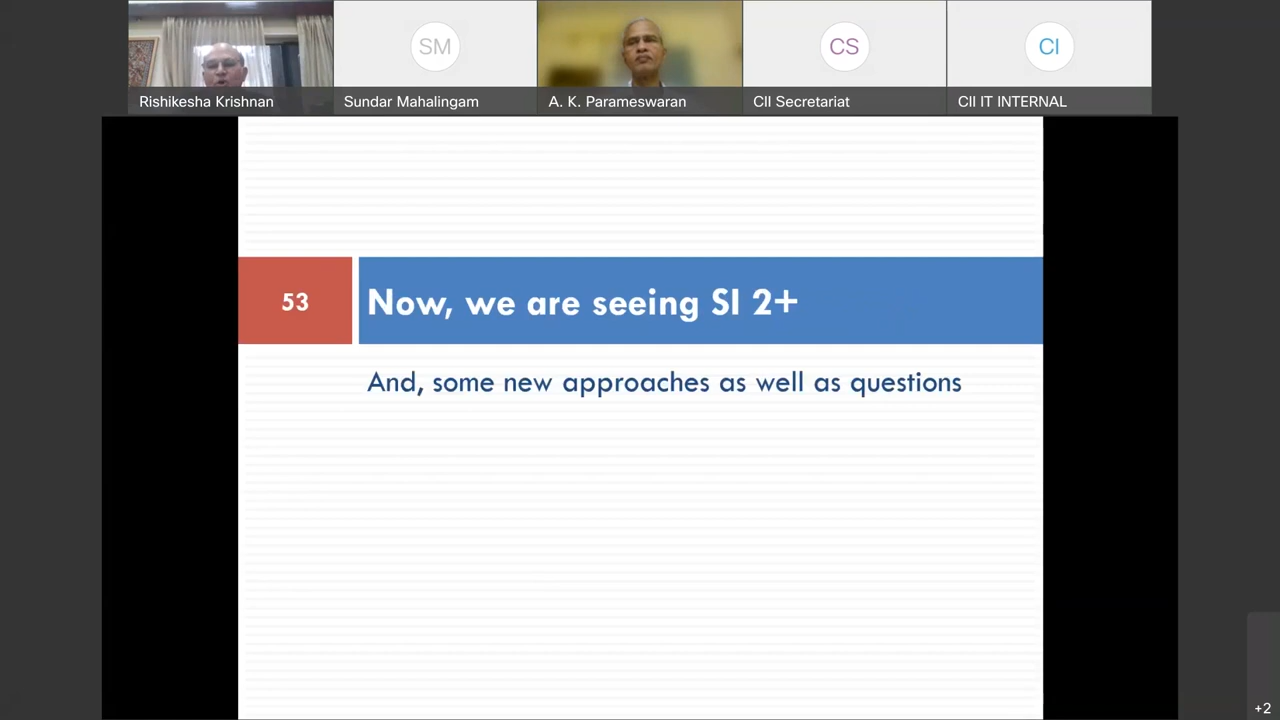 SM
CS
CI
Rishikesha Krishnan
Sundar Mahalingam
A. K. Parameswaran
CII Secretariat
CII IT INTERNAL
53
Now, we are seeing SI 2+
And, some new approaches as well as questions
+2